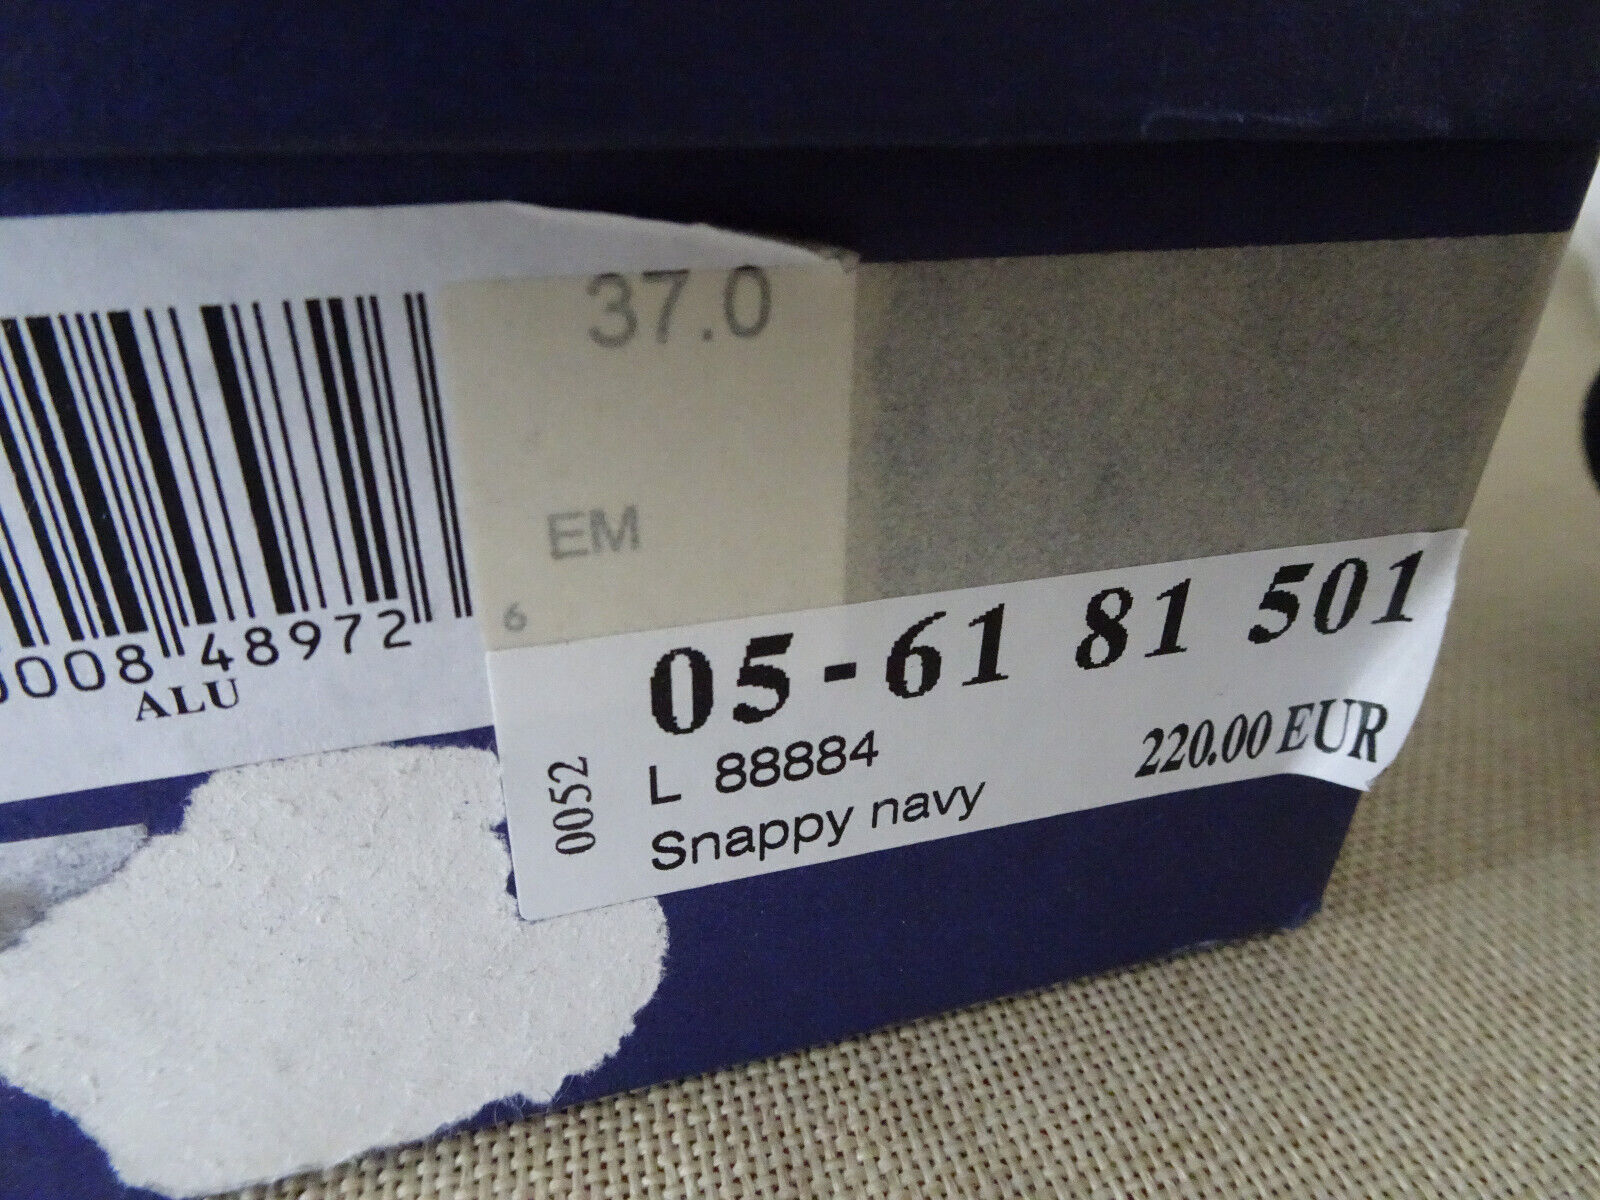 37.0
EM
6
008 48972
ALU
05-61 81 501
L 88884
220.00 EUR
Snappy navy
0052